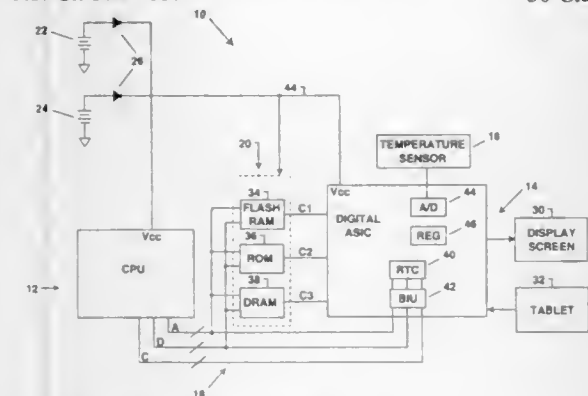 10
22
26
24
44
20
TEMPERATURE
SENSOR
18
34
Vcc
FLASH
RAM
C1
DIGITAL
ASIC
A/D
44
14
30
DISPLAY
SCREEN
REG
46
Vcc
CPU
36
ROM
C2
RTC
40
32
TABLET
12
38
DRAM
C3
BIU
42
A
D
C